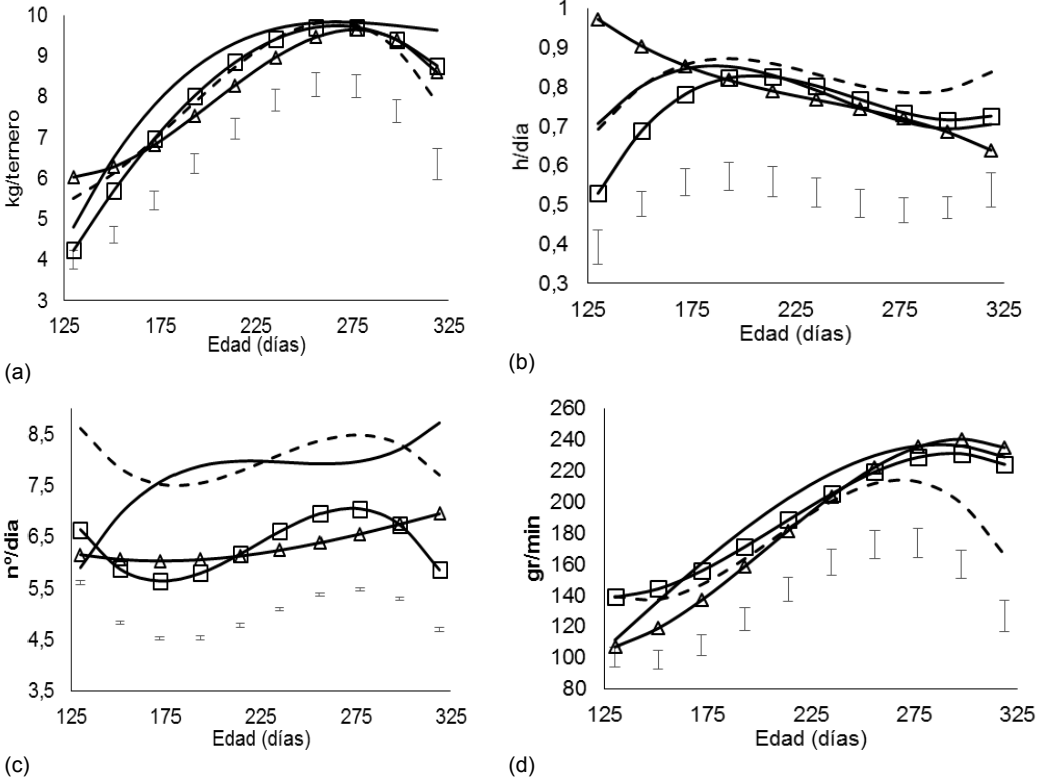 10
9
8
7
6
5
4
3
kg/ternero
125 175 225 275 325
Edad (días)
(a)
1
0,9
0,8
0,7
0,6
0,5
0,4
0,3
h/día
125 175 225 275 325
Edad (días)
(b)
8,5
7,5
6,5
5,5
4,5
3,5
nº/dia
125 175 225 275 325
Edad (días)
(c)
260
240
220
200
180
160
140
120
100
80
gr/min
125 175 225 275 325
Edad (días)
(d)